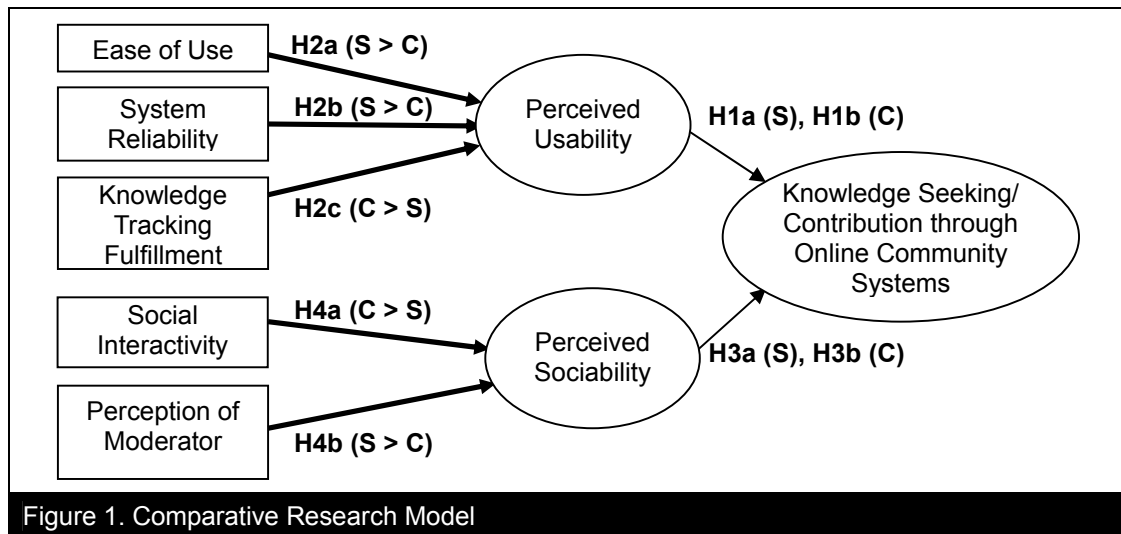 Ease of Use
H2a (S > C)
System
Reliability
H2b (S > C)
Knowledge
Tracking
Fulfillment
H2c (C > S)
Perceived
Usability
H1a (S), H1b (C)
Knowledge Seeking/
Contribution through
Online Community
Systems
Social
Interactivity
H4a (C > S)
Perceived
Sociability
H3a (S), H3b (C)
Perception of
Moderator
H4b (S > C)
Figure 1. Comparative Research Model